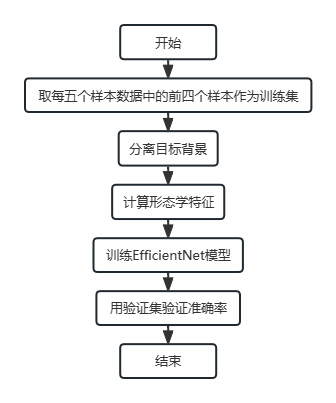 开始
取每五个样本数据中的前四个样本作为训练集
分离目标背景
计算形态学特征
训练EfficientNet模型
用验证集验证准确率
结束